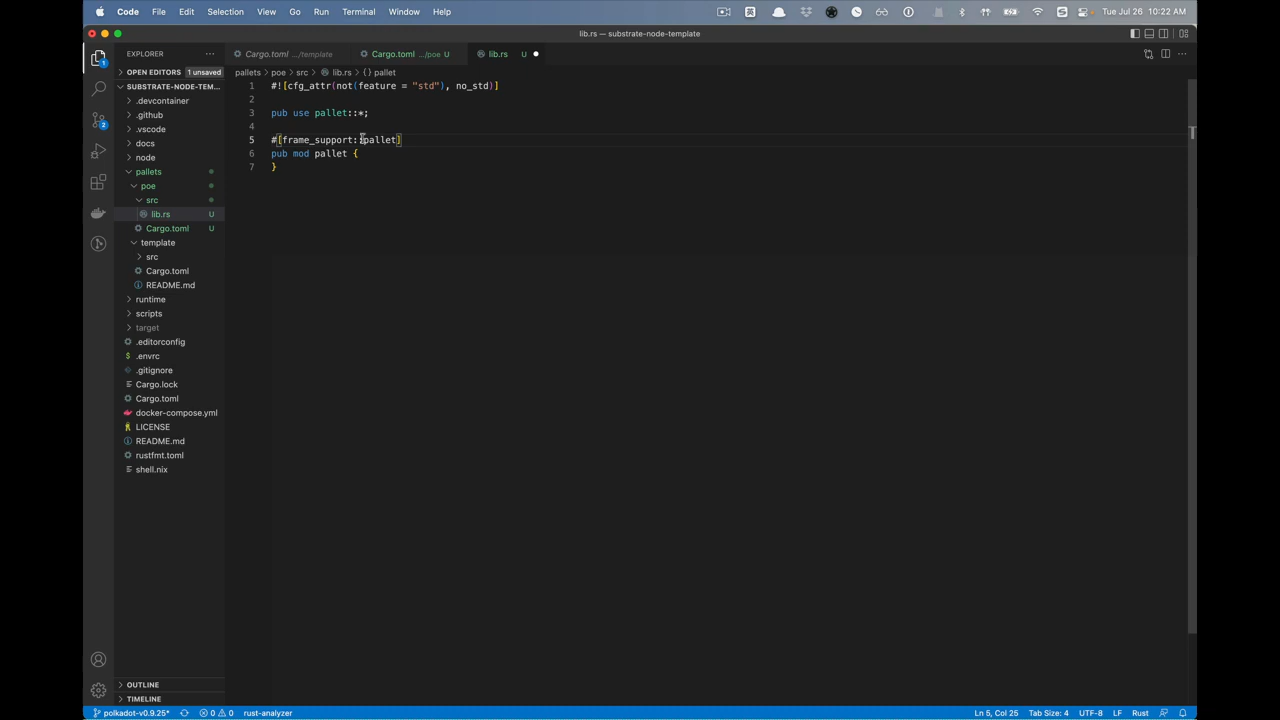 Code File Edit Selection View Go Run Terminal Window Help
英
Tue Jul 26 10:22 AM
lib.rs — substrate-node-template
EXPLORER
Cargo.toml .../template
Cargo.toml .../poe U
lib.rs U
OPEN EDITORS 1 unsaved
pallets > poe > src > lib.rs > {} pallet
SUBSTRATE-NODE-TEM...
1 #![cfg_attr(not(feature = "std"), no_std)]
2
3 pub use pallet::*;
4
5 #[frame_support::pallet]
6 pub mod pallet {
7 }
.devcontainer
.github
.vscode
docs
node
pallets
poe
src
lib.rs U
Cargo.toml U
template
src
Cargo.toml
README.md
runtime
scripts
target
.editorconfig
$ .envrc
.gitignore
Cargo.lock
Cargo.toml
docker-compose.yml
LICENSE
README.md
rustfmt.toml
shell.nix
1
2
OUTLINE
TIMELINE
polkadot-v0.9.25* 0 0 rust-analyzer
Ln 5, Col 25 Tab Size: 4 UTF-8 LF Rust